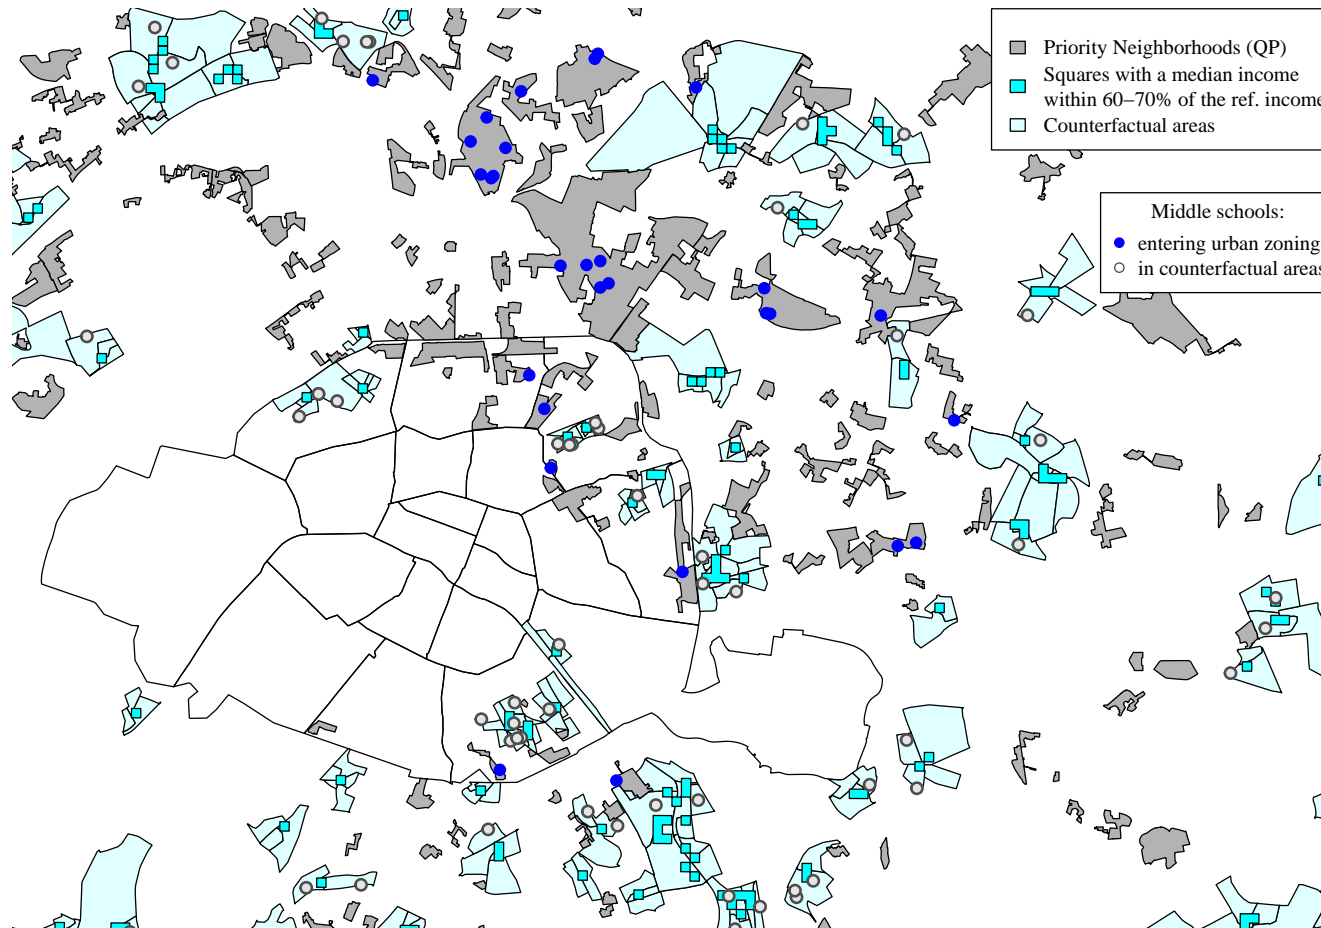 Priority Neighborhoods (QP)
Squares with a median income
within 60–70% of the ref. income
Counterfactual areas
Middle schools:
entering urban zoning
in counterfactual areas